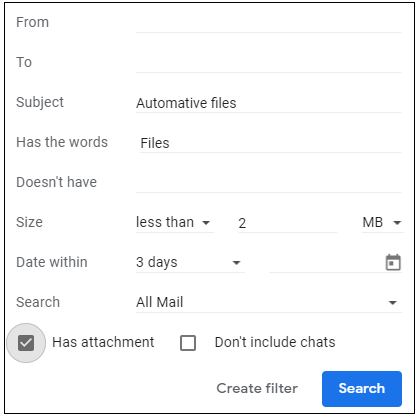 From
To
Subject Automative files
Has the words Files
Doesn't have
Size less than 2 MB
Date within 3 days
Search All Mail
Has attachment Don't include chats
Create filter Search